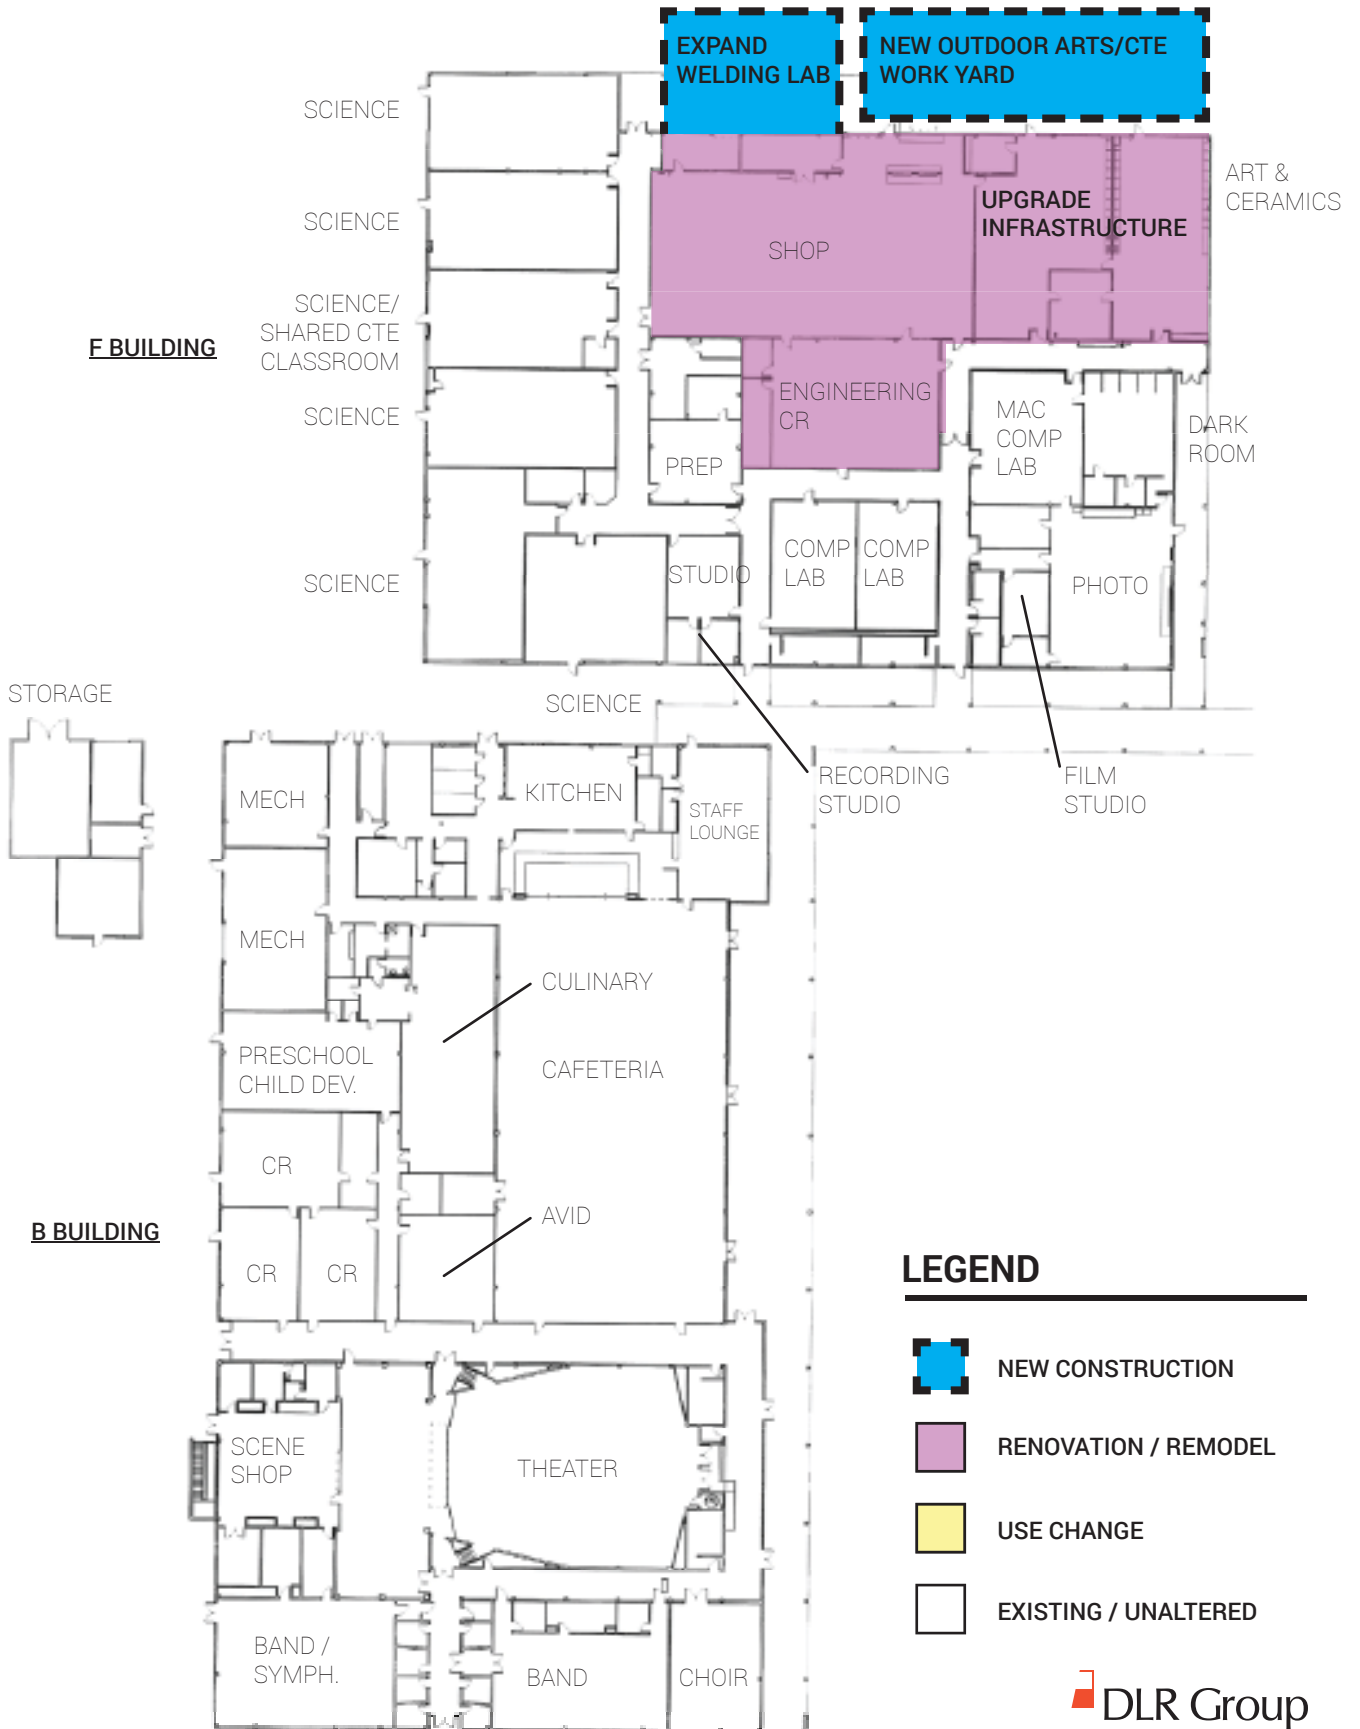 EXPAND
WELDING LAB
NEW OUTDOOR ARTS/CTE
WORK YARD
SCIENCE
ART &
CERAMICS
UPGRADE
INFRASTRUCTURE
SCIENCE
SHOP
SCIENCE/
SHARED CTE
CLASSROOM
F BUILDING
SCIENCE
ENGINEERING
CR
MAC
COMP
LAB
DARK
ROOM
PREP
COMP
LAB
COMP
LAB
STUDIO
SCIENCE
PHOTO
STORAGE
SCIENCE
RECORDING
STUDIO
FILM
STUDIO
MECH
KITCHEN
STAFF
LOUNGE
MECH
CULINARY
PRESCHOOL
CHILD DEV.
CAFETERIA
CR
B BUILDING
AVID
CR
CR
LEGEND
NEW CONSTRUCTION
RENOVATION / REMODEL
USE CHANGE
EXISTING / UNALTERED
SCENE
SHOP
THEATER
BAND /
SYMPH.
BAND
CHOIR
DLR Group